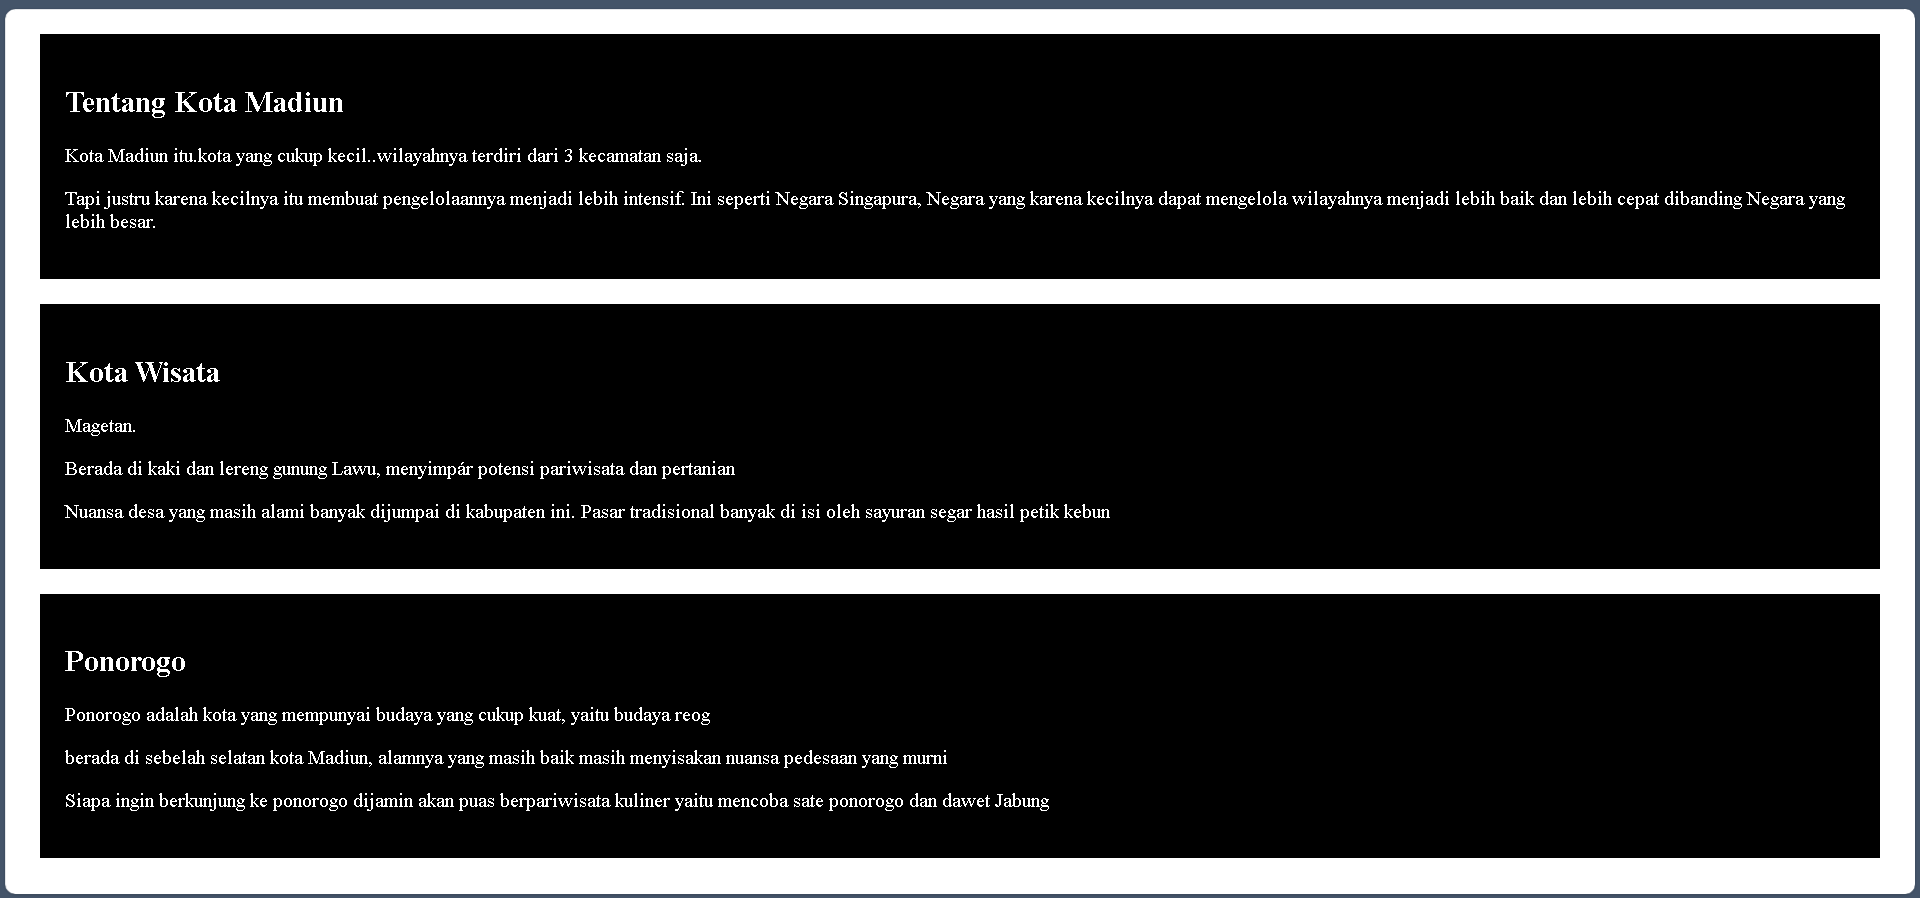 Tentang Kota Madiun
Kota Madiun itu.kota yang cukup kecil..wilayahnya terdiri dari 3 kecamatan saja.
Tapi justru karena kecilnya itu membuat pengelolaannya menjadi lebih intensif. Ini seperti Negara Singapura, Negara yang karena kecilnya dapat mengelola wilayahnya menjadi lebih baik dan lebih cepat dibanding Negara yang
lebih besar.
Kota Wisata
Magetan.
Berada di kaki dan lereng gunung Lawu, menyimpár potensi pariwisata dan pertanian
Nuansa desa yang masih alami banyak dijumpai di kabupaten ini. Pasar tradisional banyak di isi oleh sayuran segar hasil petik kebun
Ponorogo
Ponorogo adalah kota yang mempunyai budaya yang cukup kuat, yaitu budaya reog
berada di sebelah selatan kota Madiun, alamnya yang masih baik masih menyisakan nuansa pedesaan yang murni
Siapa ingin berkunjung ke ponorogo dijamin akan puas berpariwisata kuliner yaitu mencoba sate ponorogo dan dawet Jabung